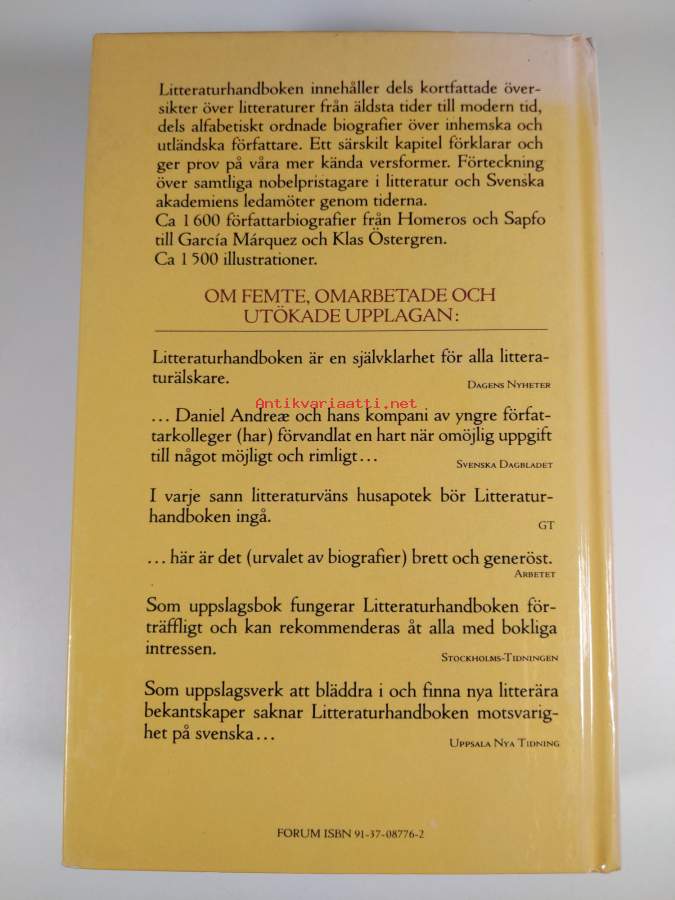 Litteraturhandboken innehåller dels kortfattade över-
sikter över litteraturer från äldsta tider till modern tid,
dels alfabetiskt ordnade biografier över inhemska och
utländska författare. Ett särskilt kapitel förklarar och
ger prov på våra mer kända versformer. Förteckning
över samtliga nobelpristagare i litteratur och Svenska
akademiens ledamöter genom tiderna.
Ca 1 600 författarbiografier från Homeros och Sapfo
till García Márquez och Klas Östergren.
Ca 1 500 illustrationer.
OM FEMTE, OMARBETADE OCH
UTÖKADE UPPLAGAN:
Litteraturhandboken är en självklarhet för alla littera-
turälskare.
DAGENS NYHETER
Antikvariaatti.net
... Daniel Andreæ och hans kompani av yngre förfat-
tarkolleger (har) förvandlat en hart när omöjlig uppgift
till något möjligt och rimligt...
SVENSKA DAGBLADET
I varje sann litteraturväns husapotek bör Litteratur-
handboken ingå.
GT
... här är det (urvalet av biografier) brett och generöst.
ARBETET
Som uppslagsbok fungerar Litteraturhandboken för-
träffligt och kan rekommenderas åt alla med bokliga
intressen.
STOCKHOLMS-TIDNINGEN
Som uppslagsverk att bläddra i och finna nya litterära
bekantskaper saknar Litteraturhandboken motsvarig-
het på svenska...
UPPSALA NYA TIDNING
FORUM ISBN 91-37-08776-2